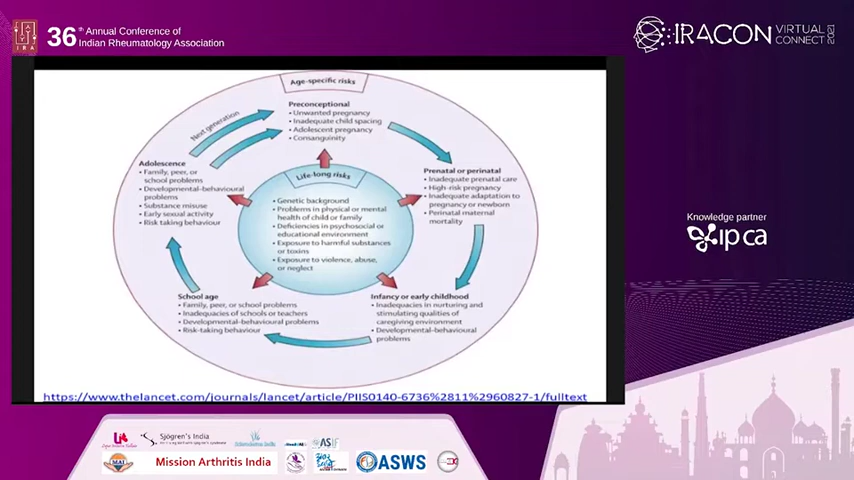 36th Annual Conference of
Indian Rheumatology Association
IRA
IRACON VIRTUAL
CONNECT 2021
Age-specific risks
Preconceptional
• Unwanted pregnancy
• Inadequate child spacing
• Adolescent pregnancy
• Consanguinity
Next generation
Adolescence
• Family, peer, or
school problems
• Developmental–behavioural
problems
• Substance misuse
• Early sexual activity
• Risk taking behaviour
Life-long risks
• Genetic background
• Problems in physical or mental
health of child or family
• Deficiencies in psychosocial or
educational environment
• Exposure to harmful substances
or toxins
• Exposure to violence, abuse,
or neglect
Prenatal or perinatal
• Inadequate prenatal care
• High-risk pregnancy
• Inadequate adaptation to
pregnancy or newborn
• Perinatal maternal
mortality
School age
• Family, peer, or school problems
• Inadequacies of schools or teachers
• Developmental–behavioural problems
• Risk-taking behaviour
Infancy or early childhood
• Inadequacies in nurturing and
stimulating qualities of
caregiving environment
• Developmental–behavioural
problems
https://www.thelancet.com/journals/lancet/article/PIIS0140-6736%2811%2960827-1/fulltext
Knowledge partner
ipca
Sjögren's India
ASIF
MAI
Mission Arthritis India
ASWS